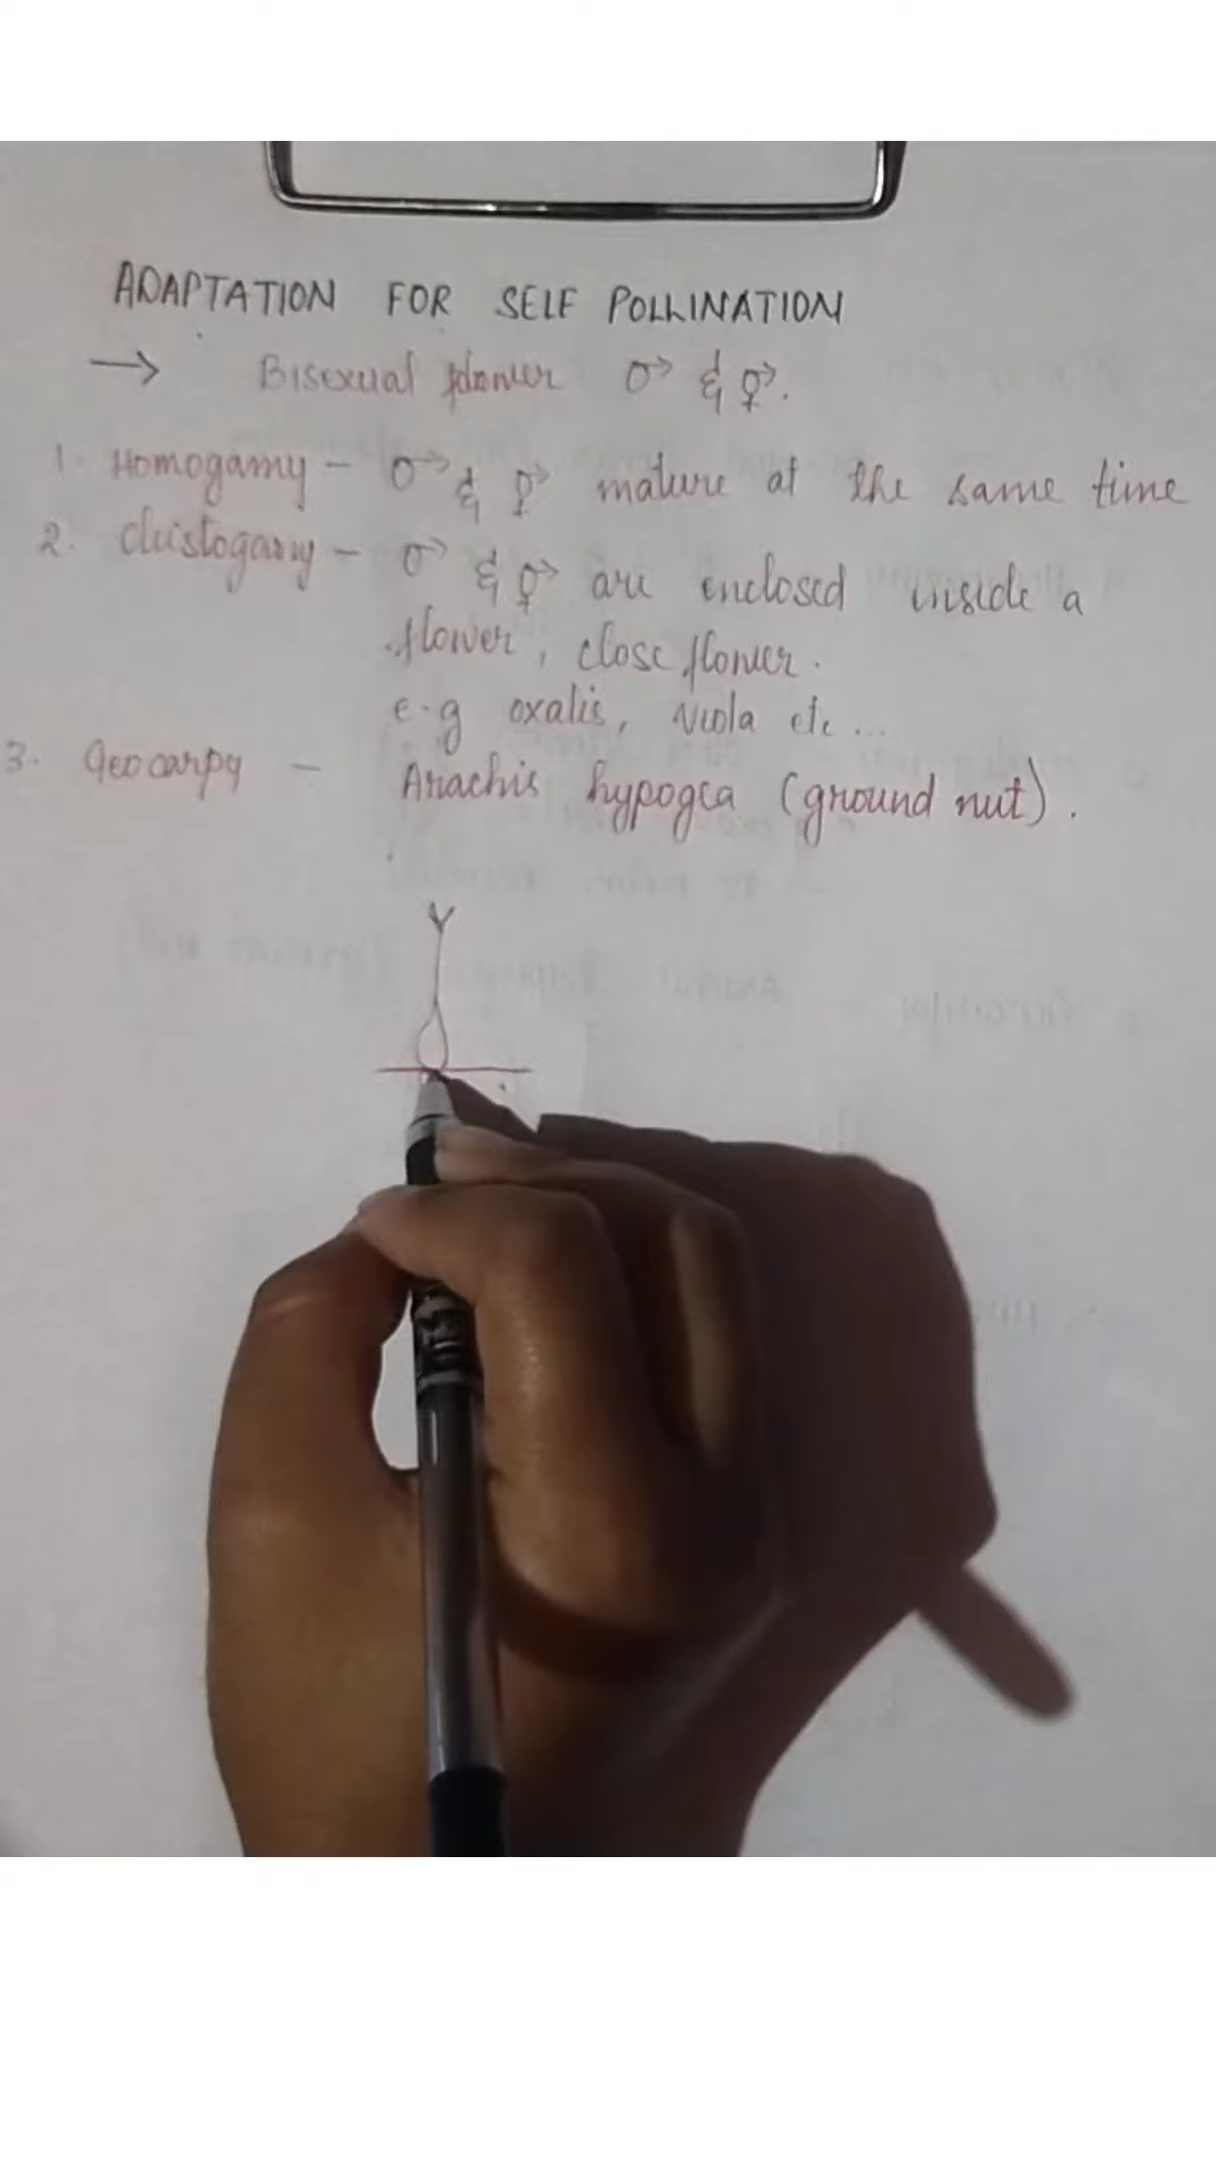 ADAPTATION FOR SELF POLLINATION
→ Bisexual flower ♂ & ⚥.
1. Homogamy - ♂ & ⚥ mature at the same time
2. cleistogamy - ♂ & ⚥ are enclosed inside a
flower, close flower.
e.g oxalis, viola etc...
3. Geocarpy - Arachis hypogea (ground nut).